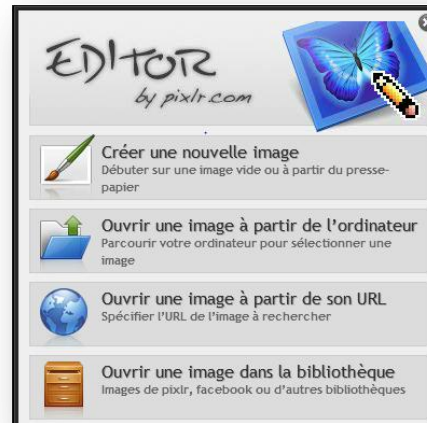 EDITOR
by pixlr.com
Créer une nouvelle image
Débuter sur une image vide ou à partir du presse-
papier
Ouvrir une image à partir de l'ordinateur
Parcourir votre ordinateur pour sélectionner une
image
Ouvrir une image à partir de son URL
Spécifier l'URL de l'image à rechercher
Ouvrir une image dans la bibliothèque
Images de pixlr, facebook ou d'autres bibliothèques